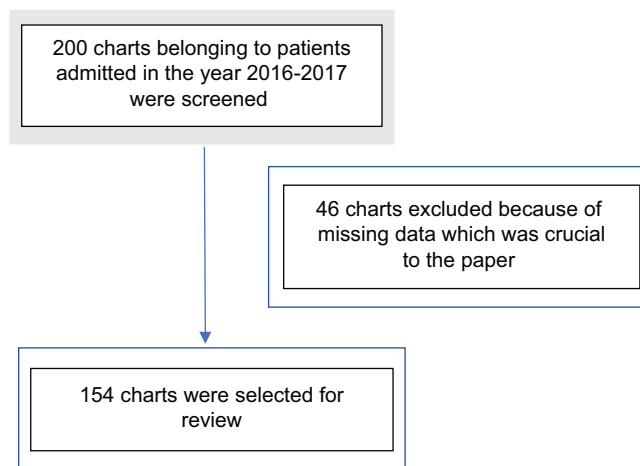 200 charts belonging to patients
admitted in the year 2016-2017
were screened
46 charts excluded because of
missing data which was crucial
to the paper
154 charts were selected for
review